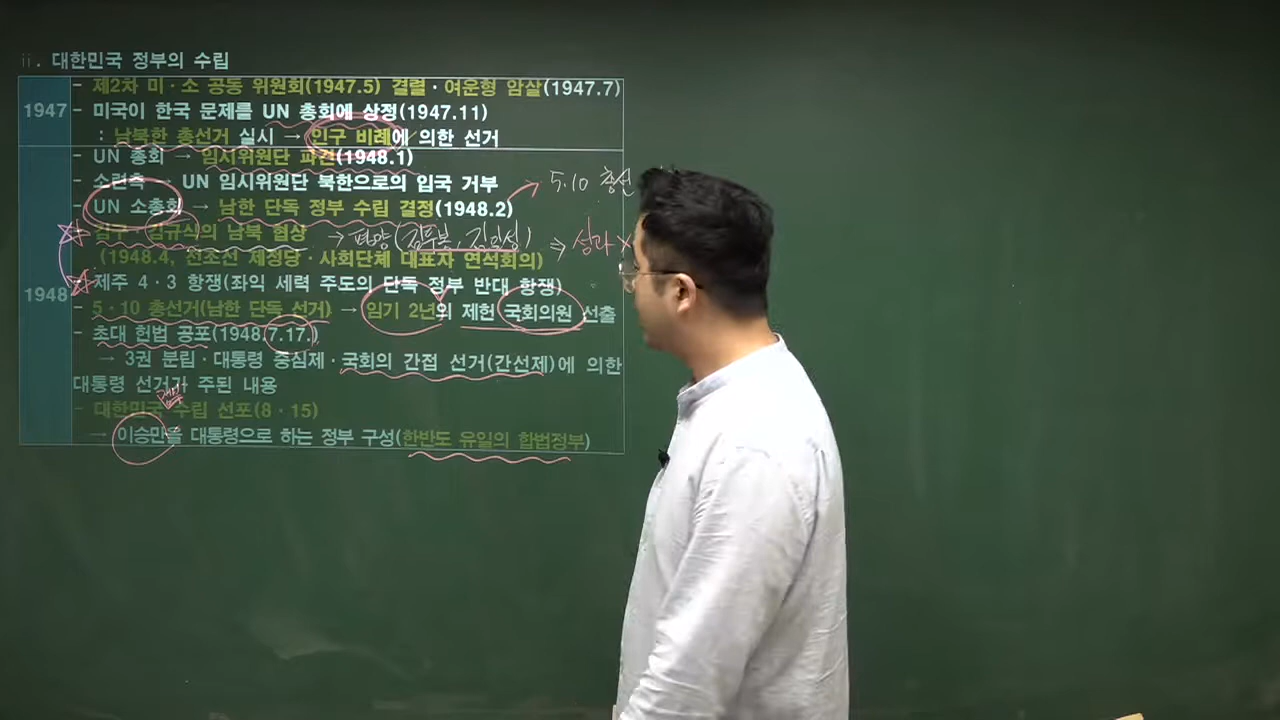 ii. 대한민국 정부의 수립
1947
- 제2차 미·소 공동 위원회(1947.5) 결렬·여운형 암살(1947.7)
- 미국이 한국 문제를 UN 총회에 상정(1947.11)
: 남북한 총선거 실시 → 인구 비례에 의한 선거
1948
- UN 총회 → 임시위원단 파견(1948.1)
- 소련측 → UN 임시위원단 북한으로의 입국 거부
5.10 총선
- UN 소총회 → 남한 단독 정부 수립 결정(1948.2)
- 김구·김규식의 남북 협상 → 평양(김두봉, 김일성) ⇒ 성과 X
(1948.4, 전조선 제정당·사회단체 대표자 연석회의)
- 제주 4·3 항쟁(좌익 세력 주도의 단독 정부 반대 항쟁)
- 5·10 총선거(남한 단독 선거) → 임기 2년의 제헌 국회의원 선출
- 초대 헌법 공포(1948.7.17.)
→ 3권 분립·대통령 중심제·국회의 간접 선거(간선제)에 의한
대통령 선거가 주된 내용
- 대한민국 수립 선포(8·15)
→ 이승만을 대통령으로 하는 정부 구성(한반도 유일의 합법정부)